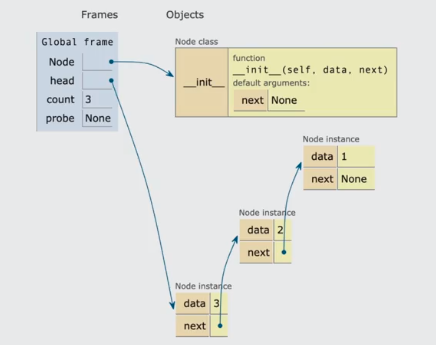 Frames Objects
Global frame
Node
head
count 3
probe None
Node class
__init__
function
__init__(self, data, next)
default arguments:
next None
Node instance
data 1
next None
Node instance
data 2
next
Node instance
data 3
next